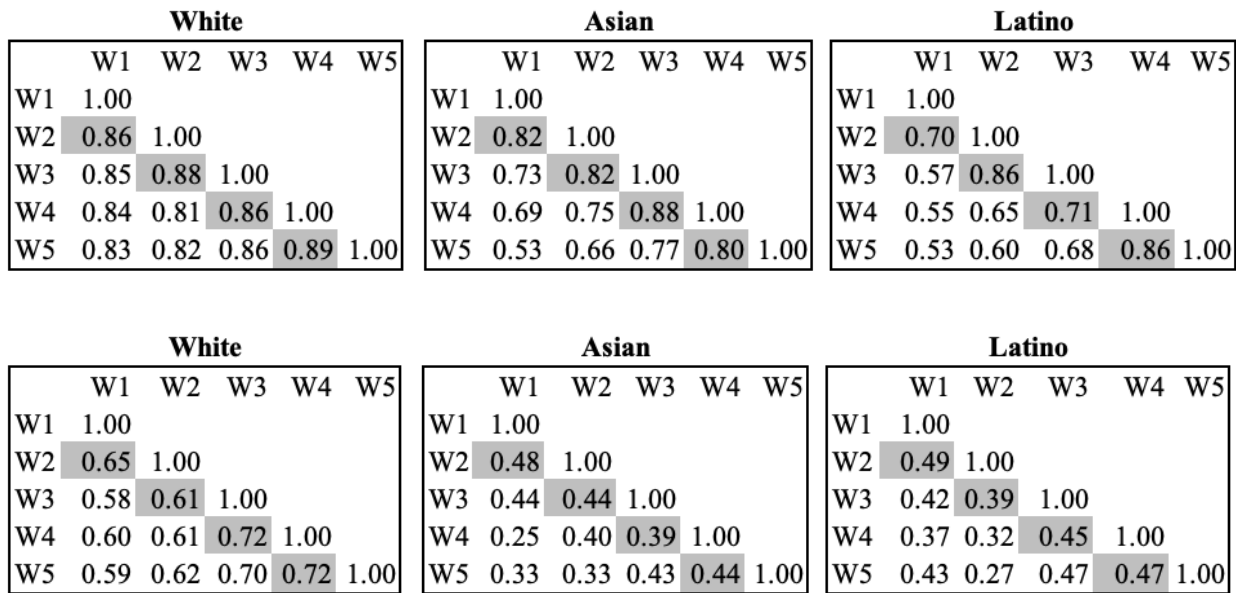 White Asian Latino
W1 W2 W3 W4 W5 W1 W2 W3 W4 W5 W1 W2 W3 W4 W5
W1 1.00 W1 1.00 W1 1.00
W2 0.86 1.00 W2 0.82 1.00 W2 0.70 1.00
W3 0.85 0.88 1.00 W3 0.73 0.82 1.00 W3 0.57 0.86 1.00
W4 0.84 0.81 0.86 1.00 W4 0.69 0.75 0.88 1.00 W4 0.55 0.65 0.71 1.00
W5 0.83 0.82 0.86 0.89 1.00 W5 0.53 0.66 0.77 0.80 1.00 W5 0.53 0.60 0.68 0.86 1.00
White Asian Latino
W1 W2 W3 W4 W5 W1 W2 W3 W4 W5 W1 W2 W3 W4 W5
W1 1.00 W1 1.00 W1 1.00
W2 0.65 1.00 W2 0.48 1.00 W2 0.49 1.00
W3 0.58 0.61 1.00 W3 0.44 0.44 1.00 W3 0.42 0.39 1.00
W4 0.60 0.61 0.72 1.00 W4 0.25 0.40 0.39 1.00 W4 0.37 0.32 0.45 1.00
W5 0.59 0.62 0.70 0.72 1.00 W5 0.33 0.33 0.43 0.44 1.00 W5 0.43 0.27 0.47 0.47 1.00